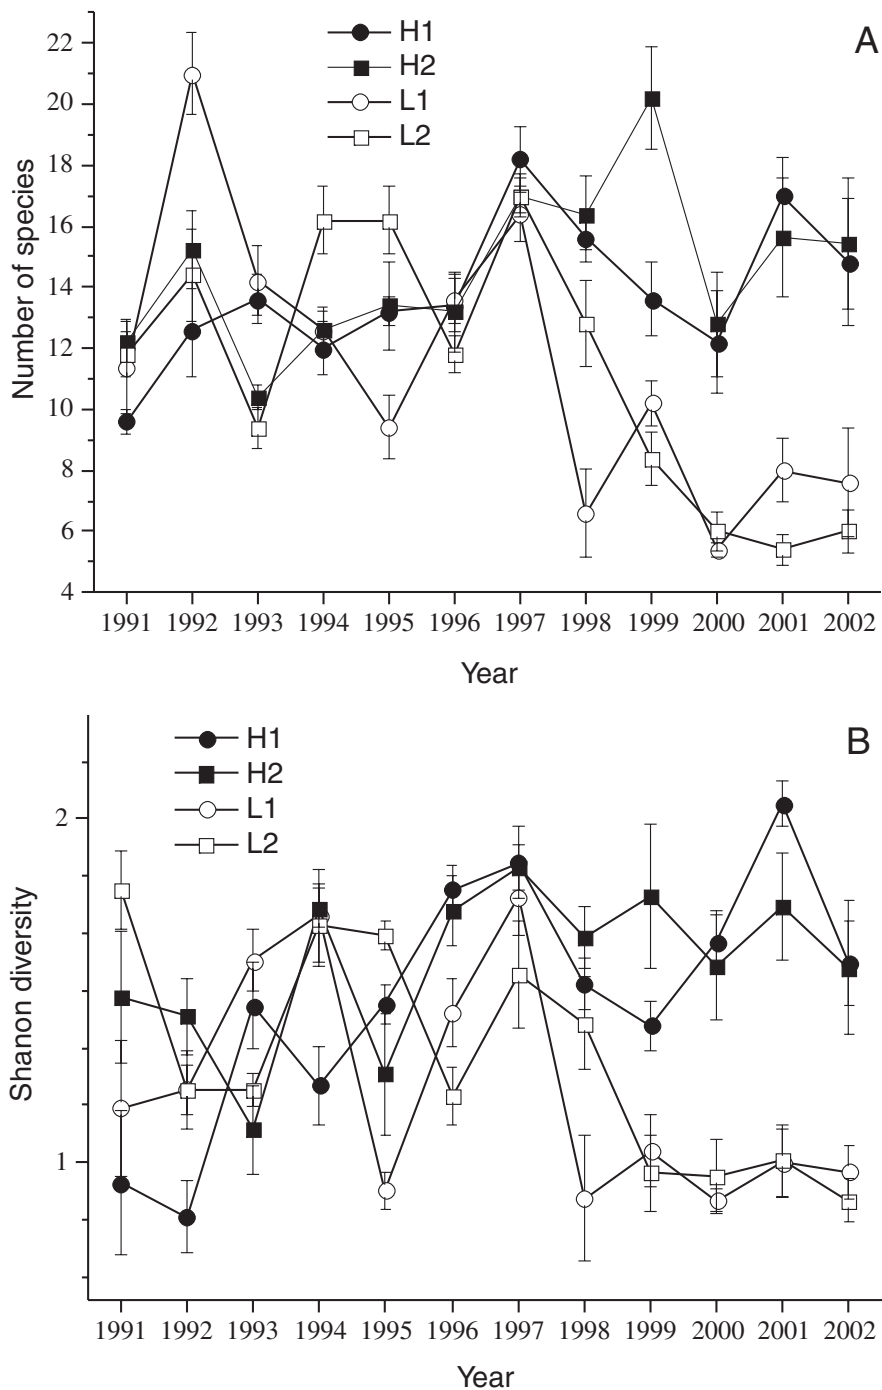 A
H1
H2
L1
L2
22
20
18
16
14
12
10
8
6
4
Number of species
1991 1992 1993 1994 1995 1996 1997 1998 1999 2000 2001 2002
Year
B
H1
H2
L1
L2
2
1
Shanon diversity
1991 1992 1993 1994 1995 1996 1997 1998 1999 2000 2001 2002
Year